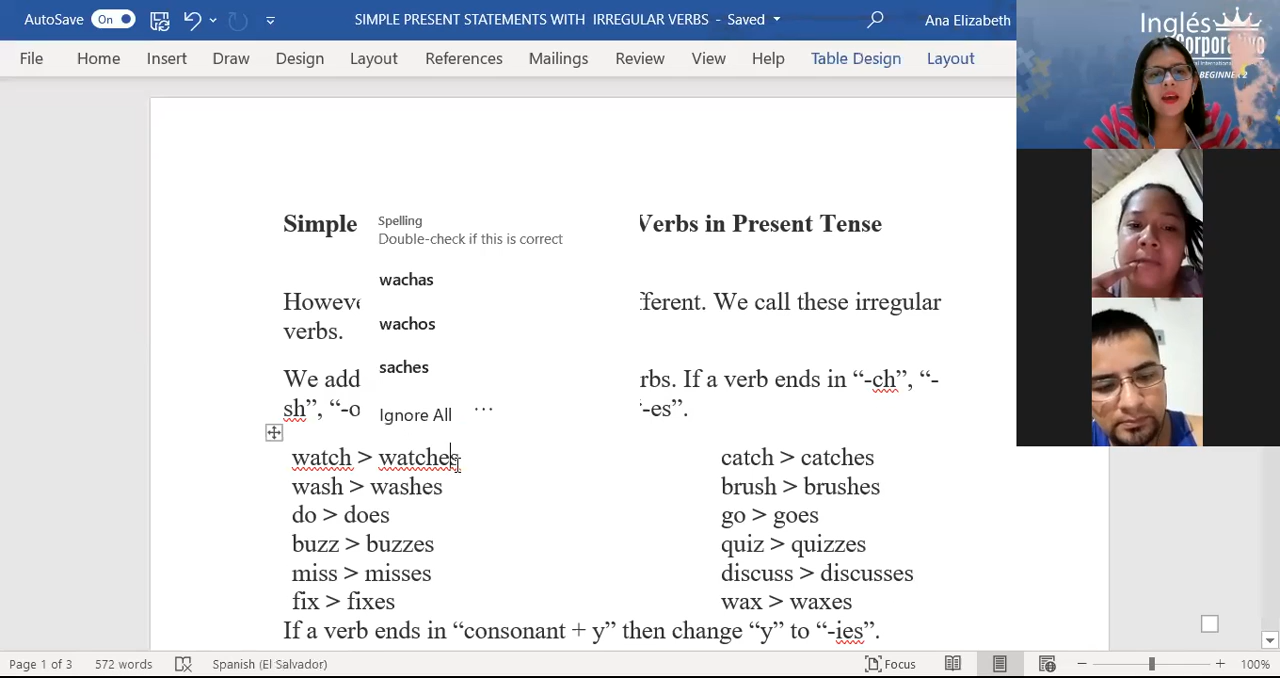 AutoSave On SIMPLE PRESENT STATEMENTS WITH IRREGULAR VERBS - Saved Ana Elizabeth
File Home Insert Draw Design Layout References Mailings Review View Help Table Design Layout
Inglés
Corporativo
BEGINNER 2
Simple Verbs in Present Tense
Spelling
Double-check if this is correct
wachas
wachos
saches
Ignore All ...
fferent. We call these irregular
verbs.
We add rbs. If a verb ends in “-ch”, “-
sh”, “-o “-es”.
watch > watches
wash > washes
do > does
buzz > buzzes
miss > misses
fix > fixes
catch > catches
brush > brushes
go > goes
quiz > quizzes
discuss > discusses
wax > waxes
If a verb ends in “consonant + y” then change “y” to “-ies”.
Page 1 of 3 572 words Spanish (El Salvador) Focus 100%